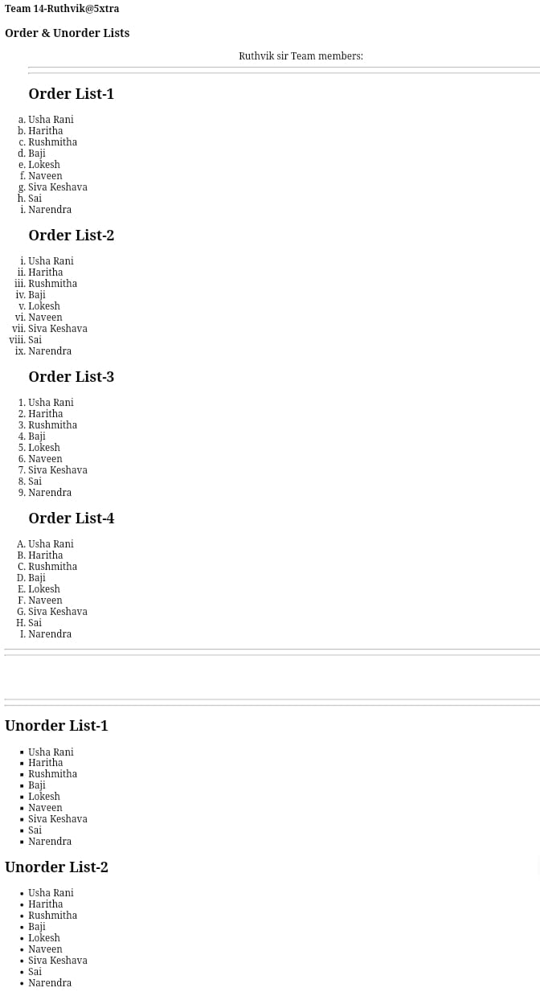 Team 14-Ruthvik@5xtra
Order & Unorder Lists
Ruthvik sir Team members:
Order List-1
a. Usha Rani
b. Haritha
c. Rushmitha
d. Baji
e. Lokesh
f. Naveen
g. Siva Keshava
h. Sai
i. Narendra
Order List-2
i. Usha Rani
ii. Haritha
iii. Rushmitha
iv. Baji
v. Lokesh
vi. Naveen
vii. Siva Keshava
viii. Sai
ix. Narendra
Order List-3
1. Usha Rani
2. Haritha
3. Rushmitha
4. Baji
5. Lokesh
6. Naveen
7. Siva Keshava
8. Sai
9. Narendra
Order List-4
A. Usha Rani
B. Haritha
C. Rushmitha
D. Baji
E. Lokesh
F. Naveen
G. Siva Keshava
H. Sai
I. Narendra
Unorder List-1
▪ Usha Rani
▪ Haritha
▪ Rushmitha
▪ Baji
▪ Lokesh
▪ Naveen
▪ Siva Keshava
▪ Sai
▪ Narendra
Unorder List-2
• Usha Rani
• Haritha
• Rushmitha
• Baji
• Lokesh
• Naveen
• Siva Keshava
• Sai
• Narendra